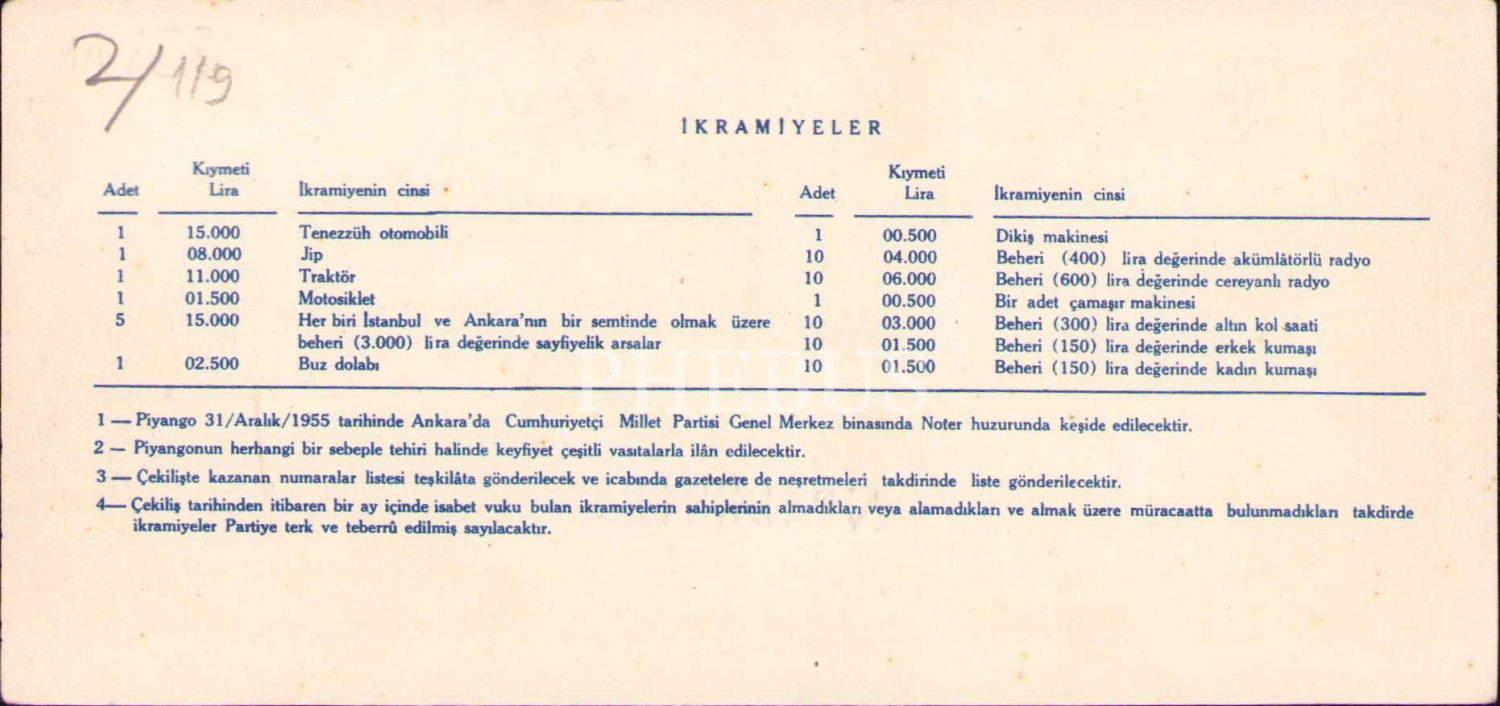 2/119
İKRAMİYELER
Adet Kıymeti Lira İkramiyenin cinsi
1 15.000 Tenezzüh otomobili
1 08.000 Jip
1 11.000 Traktör
1 01.500 Motosiklet
5 15.000 Her biri İstanbul ve Ankara'nın bir semtinde olmak üzere
beheri (3.000) lira değerinde sayfiyelik arsalar
1 02.500 Buz dolabı
Adet Kıymeti Lira İkramiyenin cinsi
1 00.500 Dikiş makinesi
10 04.000 Beheri (400) lira değerinde akümlâtörlü radyo
10 06.000 Beheri (600) lira değerinde cereyanlı radyo
1 00.500 Bir adet çamaşır makinesi
10 03.000 Beheri (300) lira değerinde altın kol saati
10 01.500 Beheri (150) lira değerinde erkek kumaşı
10 01.500 Beheri (150) lira değerinde kadın kumaşı
PHEBUS
1 — Piyango 31/Aralık/1955 tarihinde Ankara'da Cumhuriyetçi Millet Partisi Genel Merkez binasında Noter huzurunda keşide edilecektir.
2 — Piyangonun herhangi bir sebeple tehiri halinde keyfiyet çeşitli vasıtalarla ilân edilecektir.
3 — Çekilişte kazanan numaralar listesi teşkilâta gönderilecek ve icabında gazetelere de neşretmeleri takdirinde liste gönderilecektir.
4— Çekiliş tarihinden itibaren bir ay içinde isabet vuku bulan ikramiyelerin sahiplerinin almadıkları veya alamadıkları ve almak üzere müracaatta bulunmadıkları takdirde
ikramiyeler Partiye terk ve teberrû edilmiş sayılacaktır.